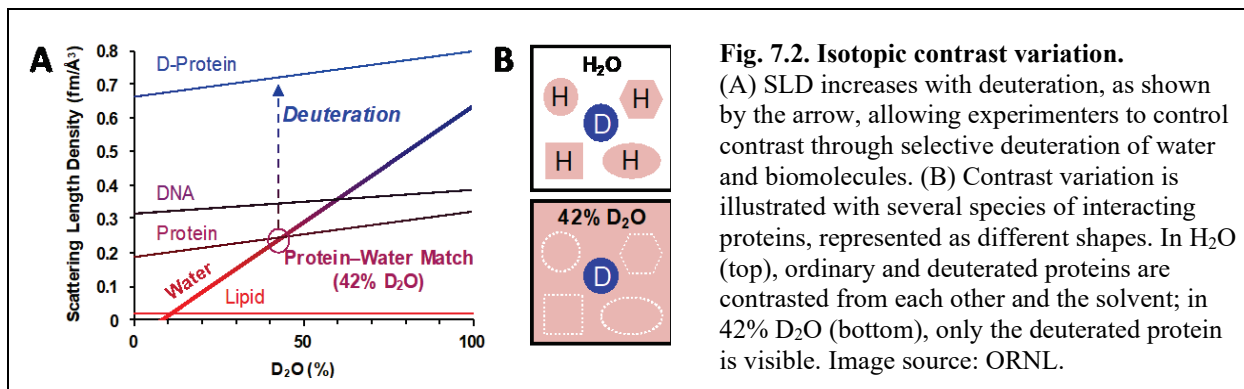 A
Scattering Length Density (fm/Å³)
0.8
0.7
0.6
0.5
0.4
0.3
0.2
0.1
0
D-Protein
Deuteration
DNA
Protein
Water
Protein–Water Match
(42% D₂O)
Lipid
0
50
100
D₂O (%)
B
H₂O
H
H
D
H
H
42% D₂O
D
Fig. 7.2. Isotopic contrast variation.
(A) SLD increases with deuteration, as shown
by the arrow, allowing experimenters to control
contrast through selective deuteration of water
and biomolecules. (B) Contrast variation is
illustrated with several species of interacting
proteins, represented as different shapes. In H₂O
(top), ordinary and deuterated proteins are
contrasted from each other and the solvent; in
42% D₂O (bottom), only the deuterated protein
is visible. Image source: ORNL.